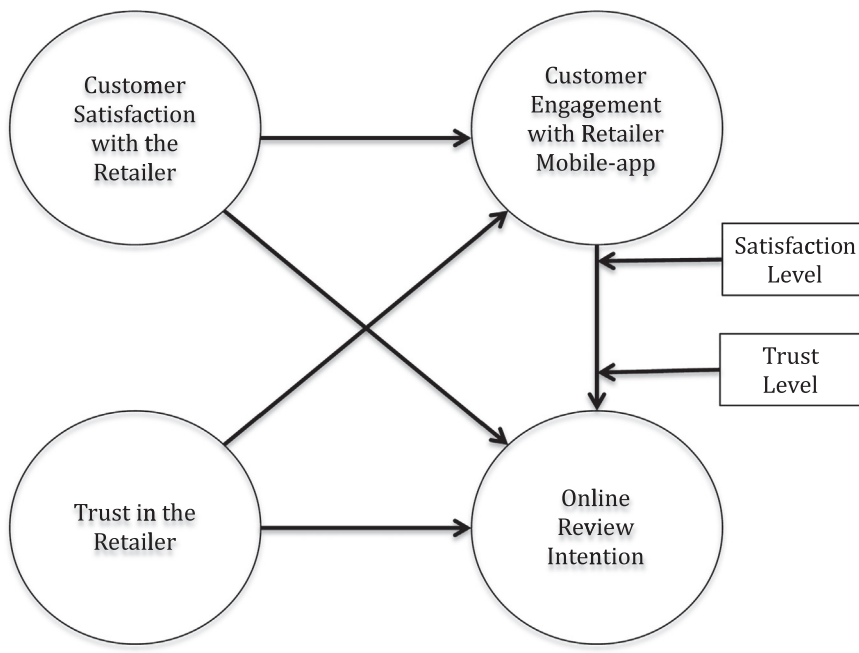 Customer
Satisfaction
with the
Retailer
Customer
Engagement
with Retailer
Mobile-app
Satisfaction
Level
Trust
Level
Trust in the
Retailer
Online
Review
Intention